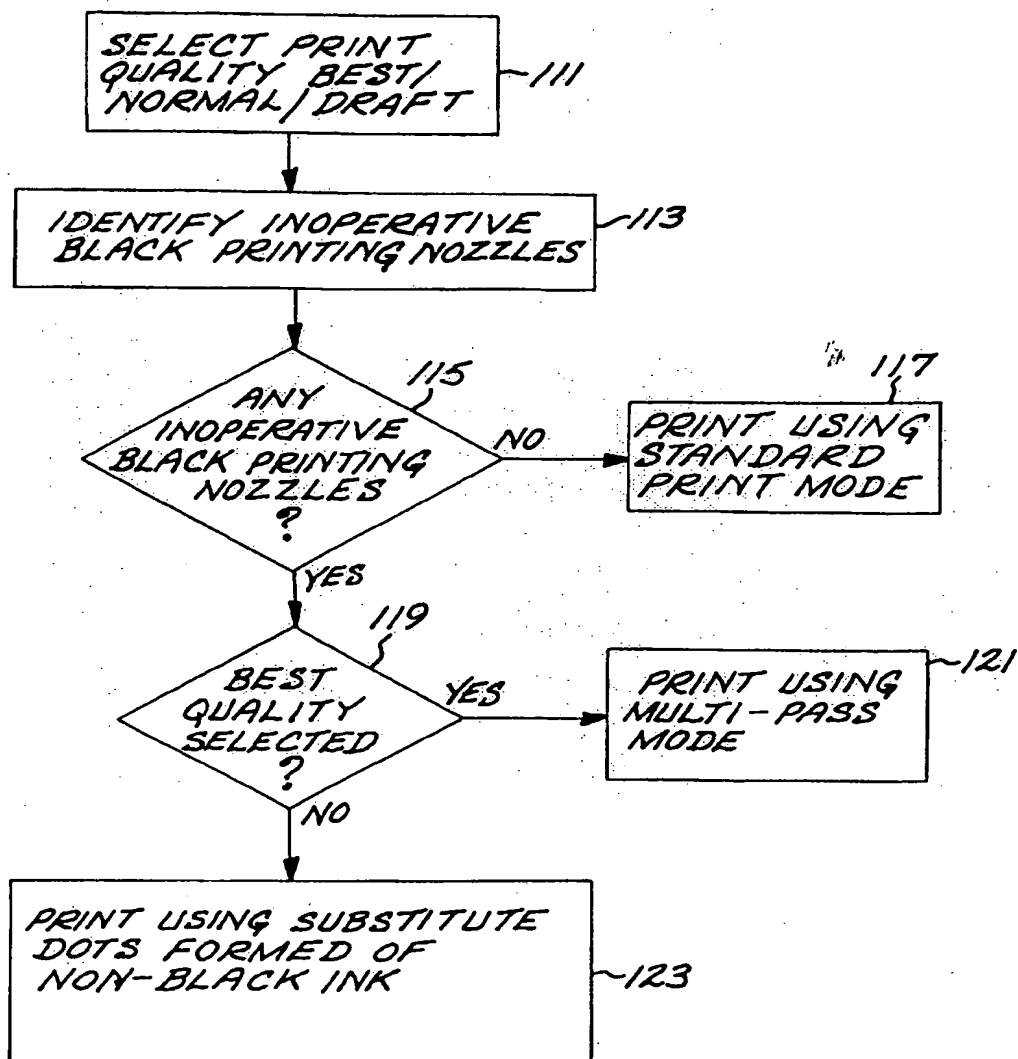 SELECT PRINT
QUALITY BEST/
NORMAL/DRAFT
111
IDENTIFY INOPERATIVE
BLACK PRINTING NOZZLES
113
115
ANY
INOPERATIVE
BLACK PRINTING
NOZZLES
?
NO
117
PRINT USING
STANDARD
PRINT MODE
YES
119
BEST
QUALITY
SELECTED
?
YES
121
PRINT USING
MULTI-PASS
MODE
NO
PRINT USING SUBSTITUTE
DOTS FORMED OF
NON-BLACK INK
123